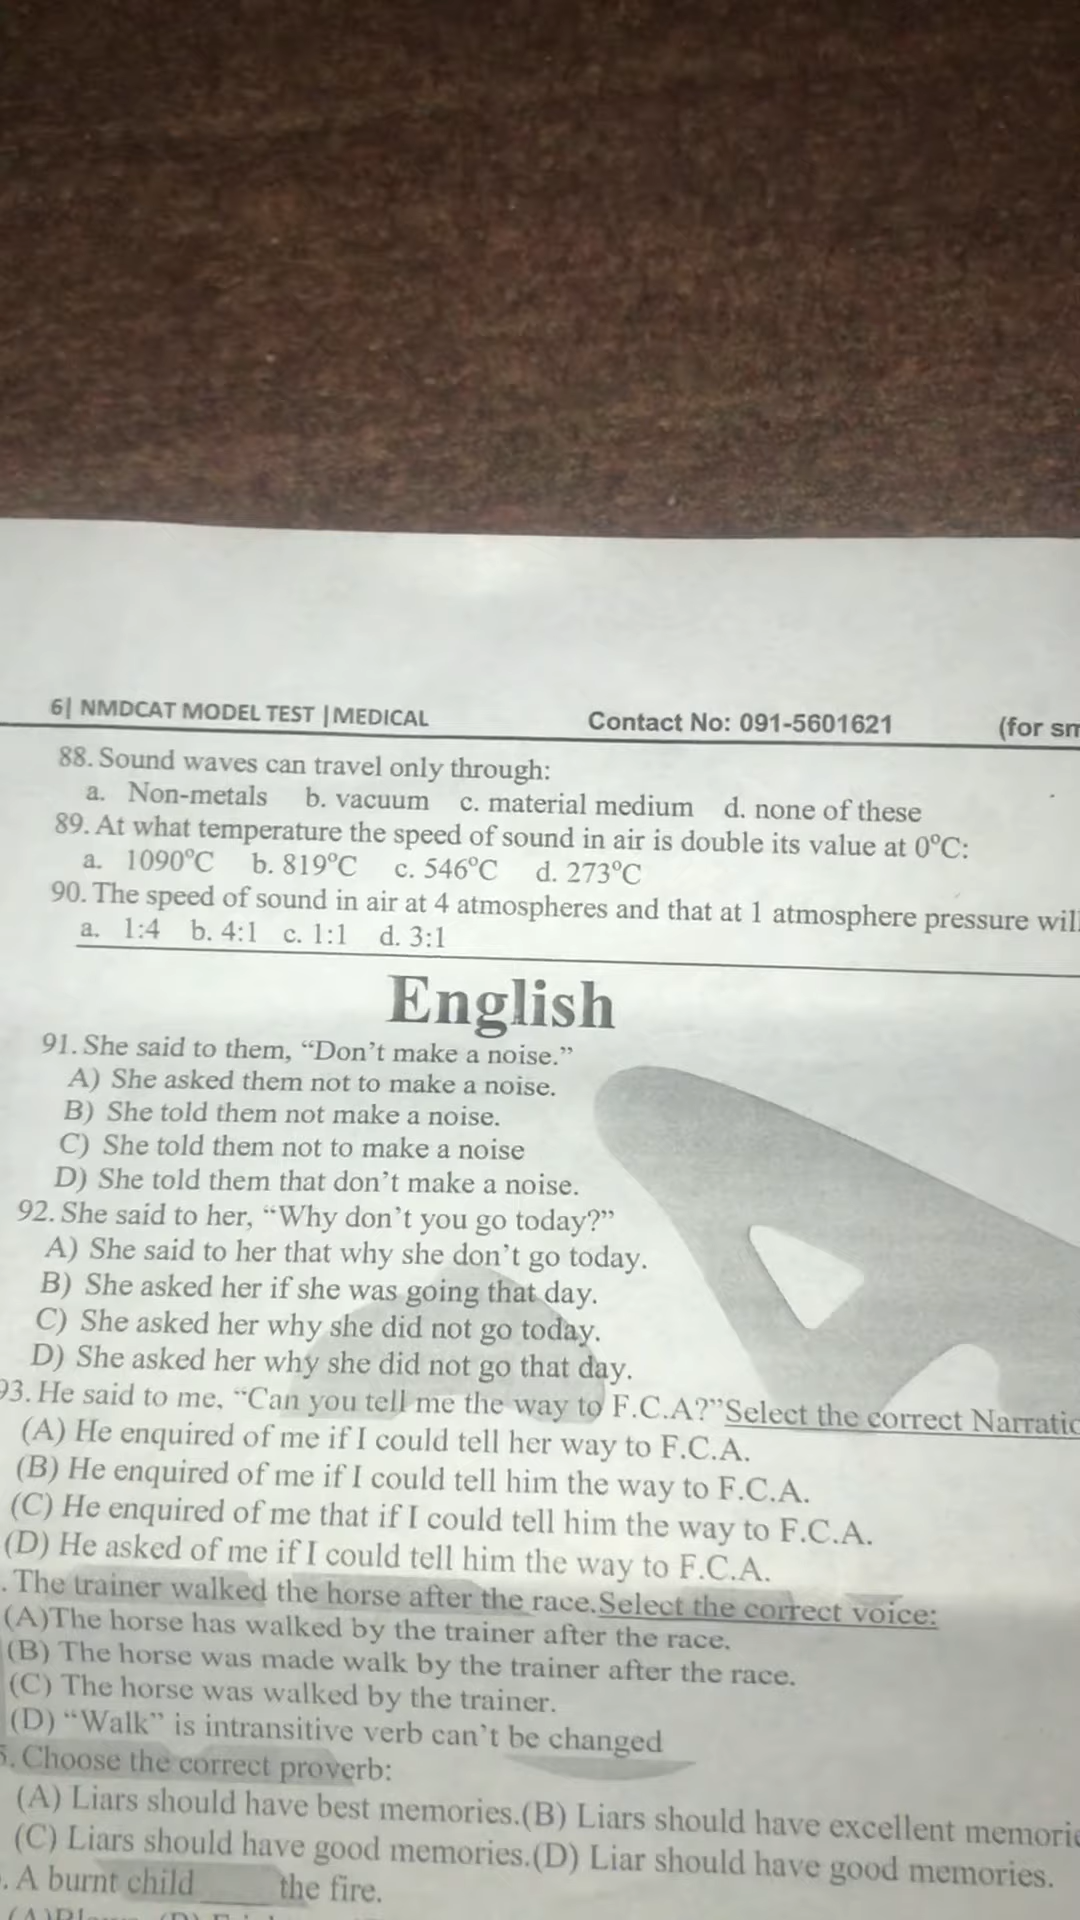 6| NMDCAT MODEL TEST |MEDICAL Contact No: 091-5601621 (for
88. Sound waves can travel only through:
a. Non-metals b. vacuum c. material medium d. none of these
89. At what temperature the speed of sound in air is double its value at 0°C:
a. 1090°C b. 819°C c. 546°C d. 273°C
90. The speed of sound in air at 4 atmospheres and that at 1 atmosphere pressure will
a. 1:4 b. 4:1 c. 1:1 d. 3:1
English
91. She said to them, “Don’t make a noise.”
A) She asked them not to make a noise.
B) She told them not make a noise.
C) She told them not to make a noise
D) She told them that don’t make a noise.
92. She said to her, “Why don’t you go today?”
A) She said to her that why she don’t go today.
B) She asked her if she was going that day.
C) She asked her why she did not go today.
D) She asked her why she did not go that day.
93. He said to me, “Can you tell me the way to F.C.A?”Select the correct
(A) He enquired of me if I could tell her way to F.C.A.
(B) He enquired of me if I could tell him the way to F.C.A.
(C) He enquired of me that if I could tell him the way to F.C.A.
(D) He asked of me if I could tell him the way to F.C.A.
. The trainer walked the horse after the race.Select the correct voice:
(A)The horse has walked by the trainer after the race.
(B) The horse was made walk by the trainer after the race.
(C) The horse was walked by the trainer.
(D) “Walk” is intransitive verb can’t be changed
5. Choose the correct proverb:
(A) Liars should have best memories.(B) Liars should have excellent
(C) Liars should have good memories.(D) Liar should have good memories.
. A burnt child ____ the fire.